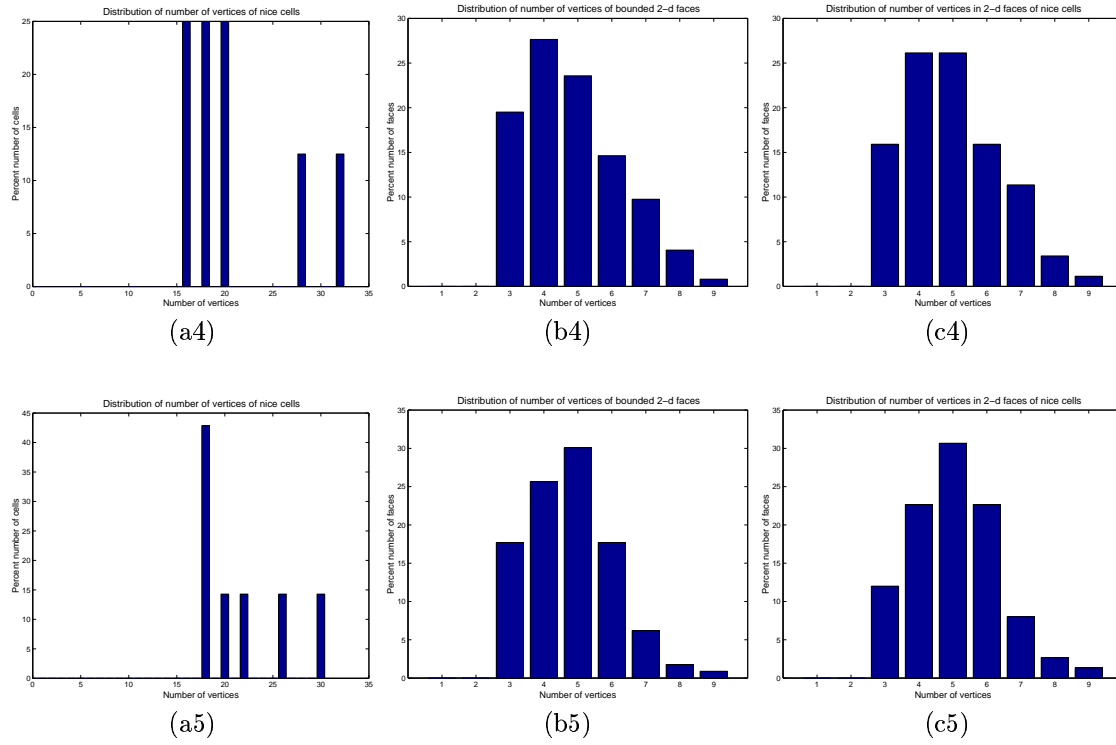 Distribution of number of vertices of nice cells
25
20
15
10
5
0
Percent number of cells
0 5 10 15 20 25 30 35
Number of vertices
(a4)
Distribution of number of vertices of bounded 2−d faces
30
25
20
15
10
5
0
Percent number of faces
1 2 3 4 5 6 7 8 9
Number of vertices
(b4)
Distribution of number of vertices in 2−d faces of nice cells
30
25
20
15
10
5
0
Percent number of faces
1 2 3 4 5 6 7 8 9
Number of vertices
(c4)
Distribution of number of vertices of nice cells
45
40
35
30
25
20
15
10
5
0
Percent number of cells
0 5 10 15 20 25 30 35
Number of vertices
(a5)
Distribution of number of vertices of bounded 2−d faces
35
30
25
20
15
10
5
0
Percent number of faces
1 2 3 4 5 6 7 8 9
Number of vertices
(b5)
Distribution of number of vertices in 2−d faces of nice cells
35
30
25
20
15
10
5
0
Percent number of faces
1 2 3 4 5 6 7 8 9
Number of vertices
(c5)